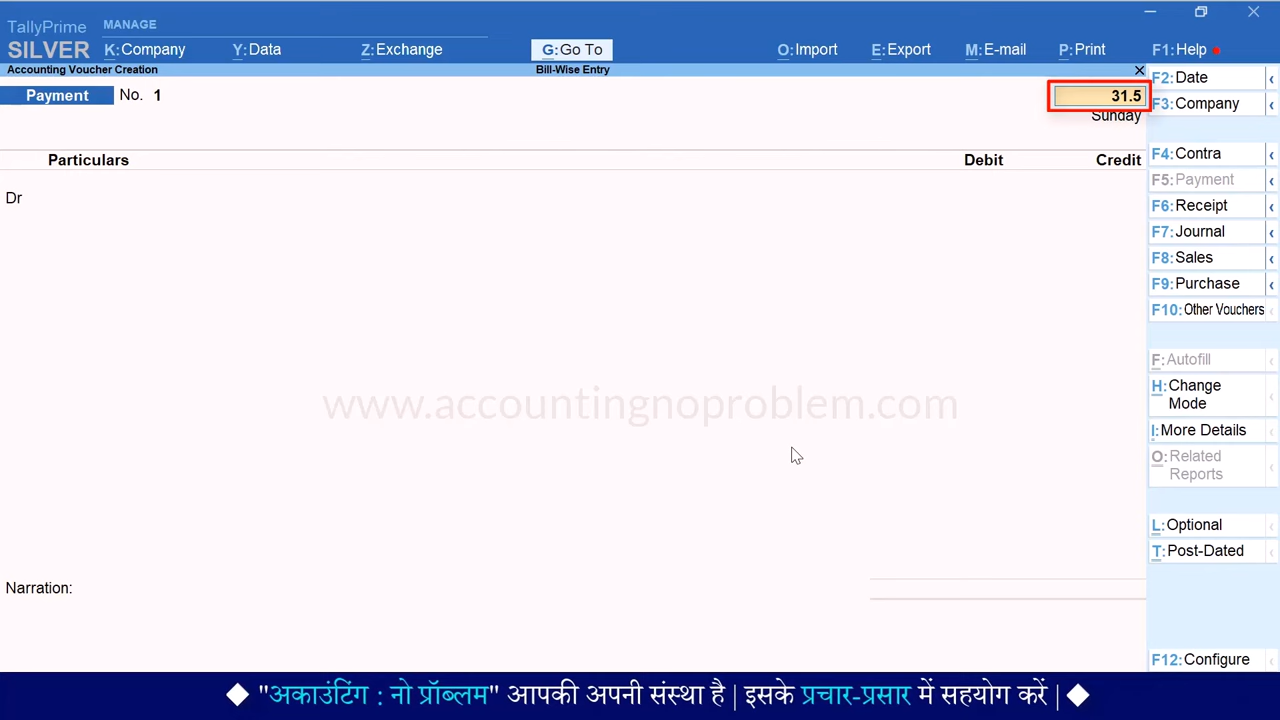 TallyPrime
MANAGE
SILVER
K:Company
Y:Data
Z:Exchange
G:Go To
O:Import
E:Export
M:E-mail
P:Print
F1:Help
Accounting Voucher Creation
Bill-Wise Entry
F2:Date
F3:Company
Payment No. 1
31.5
Sunday
Particulars
Debit
Credit
Dr
F4:Contra
F5:Payment
F6:Receipt
F7:Journal
F8:Sales
F9:Purchase
F10:Other Vouchers
F:Autofill
H:Change
Mode
I:More Details
O:Related
Reports
L:Optional
T:Post-Dated
www.accountingnoproblem.com
Narration:
F12:Configure
◆ "अकाउंटिंग : नो प्रॉब्लम" आपकी अपनी संस्था है | इसके प्रचार-प्रसार में सहयोग करें | ◆